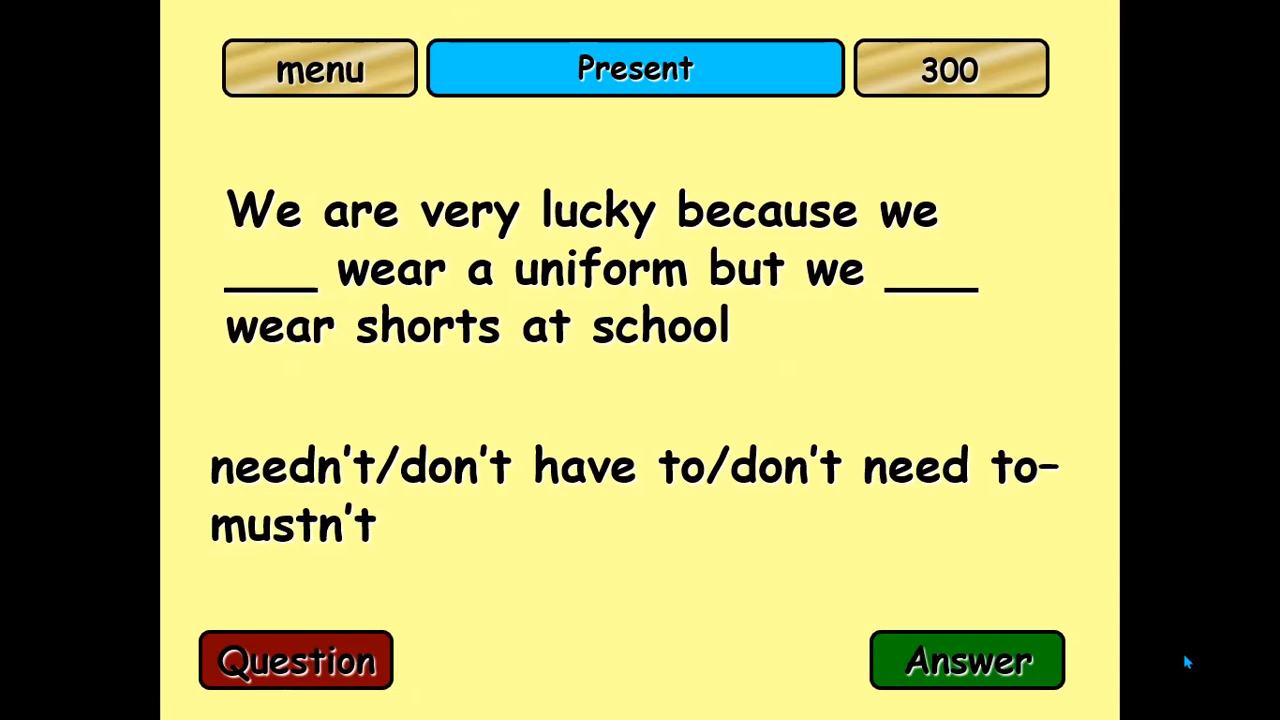 menu
Present
300
We are very lucky because we
___ wear a uniform but we ___
wear shorts at school
needn't/don't have to/don't need to–
mustn't
Question
Answer